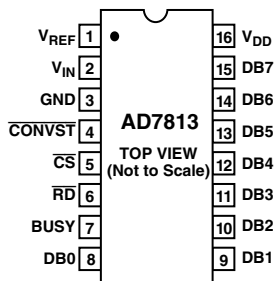 VREF 1 16 VDD
VIN 2 15 DB7
GND 3 14 DB6
CONVST 4 AD7813 13 DB5
CS 5 TOP VIEW 12 DB4
(Not to Scale)
RD 6 11 DB3
BUSY 7 10 DB2
DB0 8 9 DB1